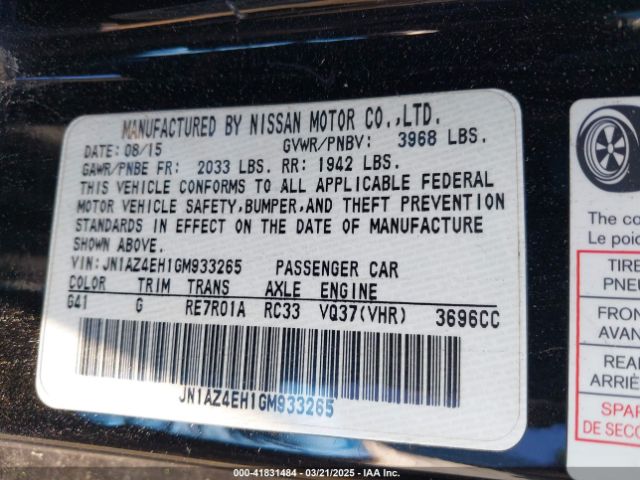 MANUFACTURED BY NISSAN MOTOR CO.,LTD.
DATE: 08/15 GVWR/PNBV: 3968 LBS.
GAWR/PNBE FR: 2033 LBS. RR: 1942 LBS.
THIS VEHICLE CONFORMS TO ALL APPLICABLE FEDERAL
MOTOR VEHICLE SAFETY,BUMPER,AND THEFT PREVENTION
STANDARDS IN EFFECT ON THE DATE OF MANUFACTURE
SHOWN ABOVE.
VIN:JN1AZ4EH1GM933265 PASSENGER CAR
COLOR TRIM TRANS AXLE ENGINE
G41 G RE7R01A RC33 VQ37(VHR) 3696CC
JN1AZ4EH1GM933265
The co
Le poid
TIRE
PNEU
FRON
AVAN
REA
ARRIÈ
SPAR
DE SECO
000-41831484 | 03/21/2025 | IAA Inc.